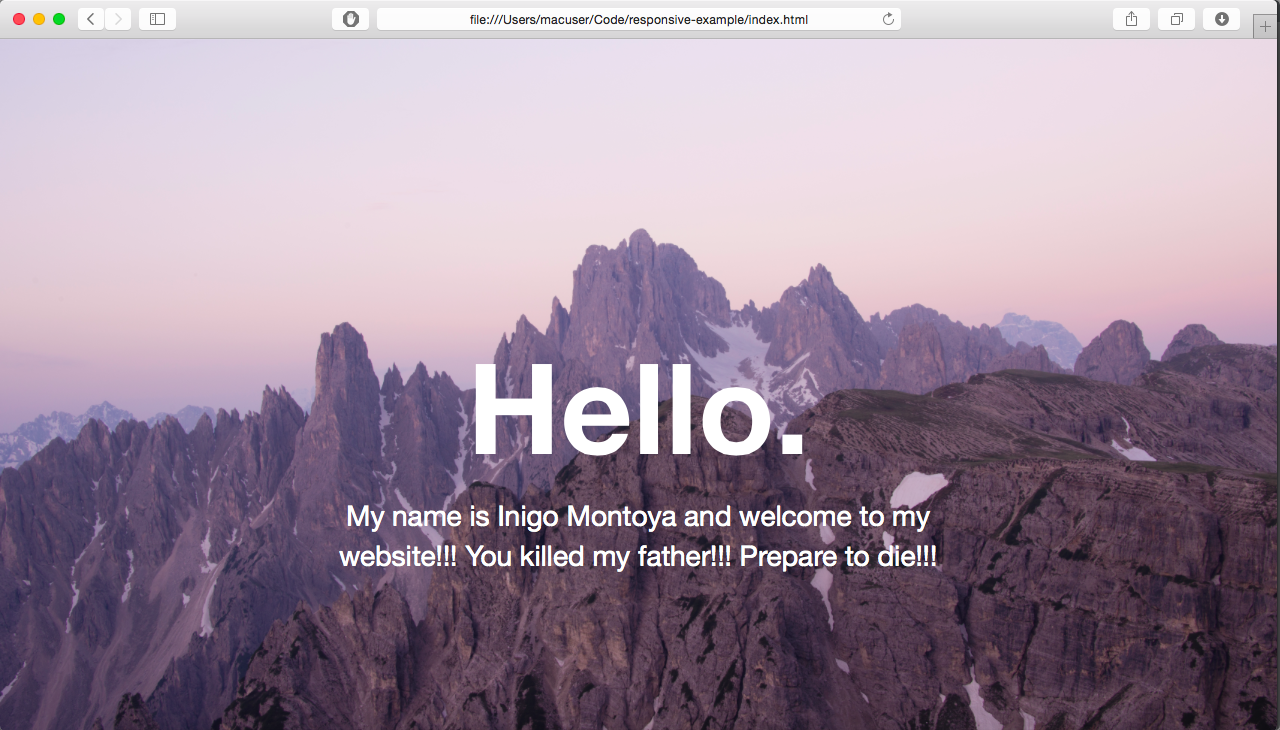 file:///Users/macuser/Code/responsive-example/index.html
Hello.
My name is Inigo Montoya and welcome to my
website!!! You killed my father!!! Prepare to die!!!